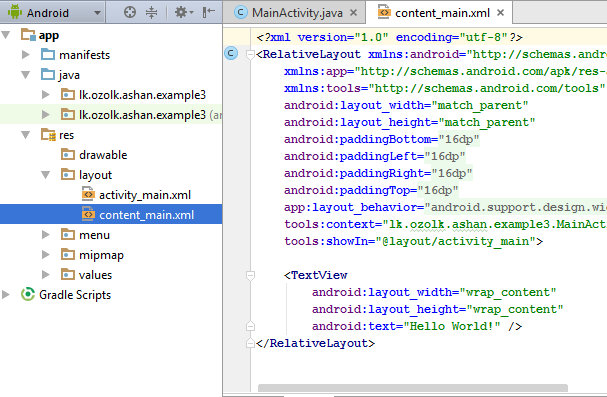 Android
MainActivity.java
content_main.xml
app
manifests
java
lk.ozolk.ashan.example3
lk.ozolk.ashan.example3 (ar
res
drawable
layout
activity_main.xml
content_main.xml
menu
mipmap
values
Gradle Scripts
<?xml version="1.0" encoding="utf-8"?>
<RelativeLayout xmlns:android="http://schemas.andro
xmlns:app="http://schemas.android.com/apk/res-a
xmlns:tools="http://schemas.android.com/tools"
android:layout_width="match_parent"
android:layout_height="match_parent"
android:paddingBottom="16dp"
android:paddingLeft="16dp"
android:paddingRight="16dp"
android:paddingTop="16dp"
app:layout_behavior="android.support.design.wid
tools:context="lk.ozolk.ashan.example3.MainAct
tools:showIn="@layout/activity_main">
<TextView
android:layout_width="wrap_content"
android:layout_height="wrap_content"
android:text="Hello World!" />
</RelativeLayout>